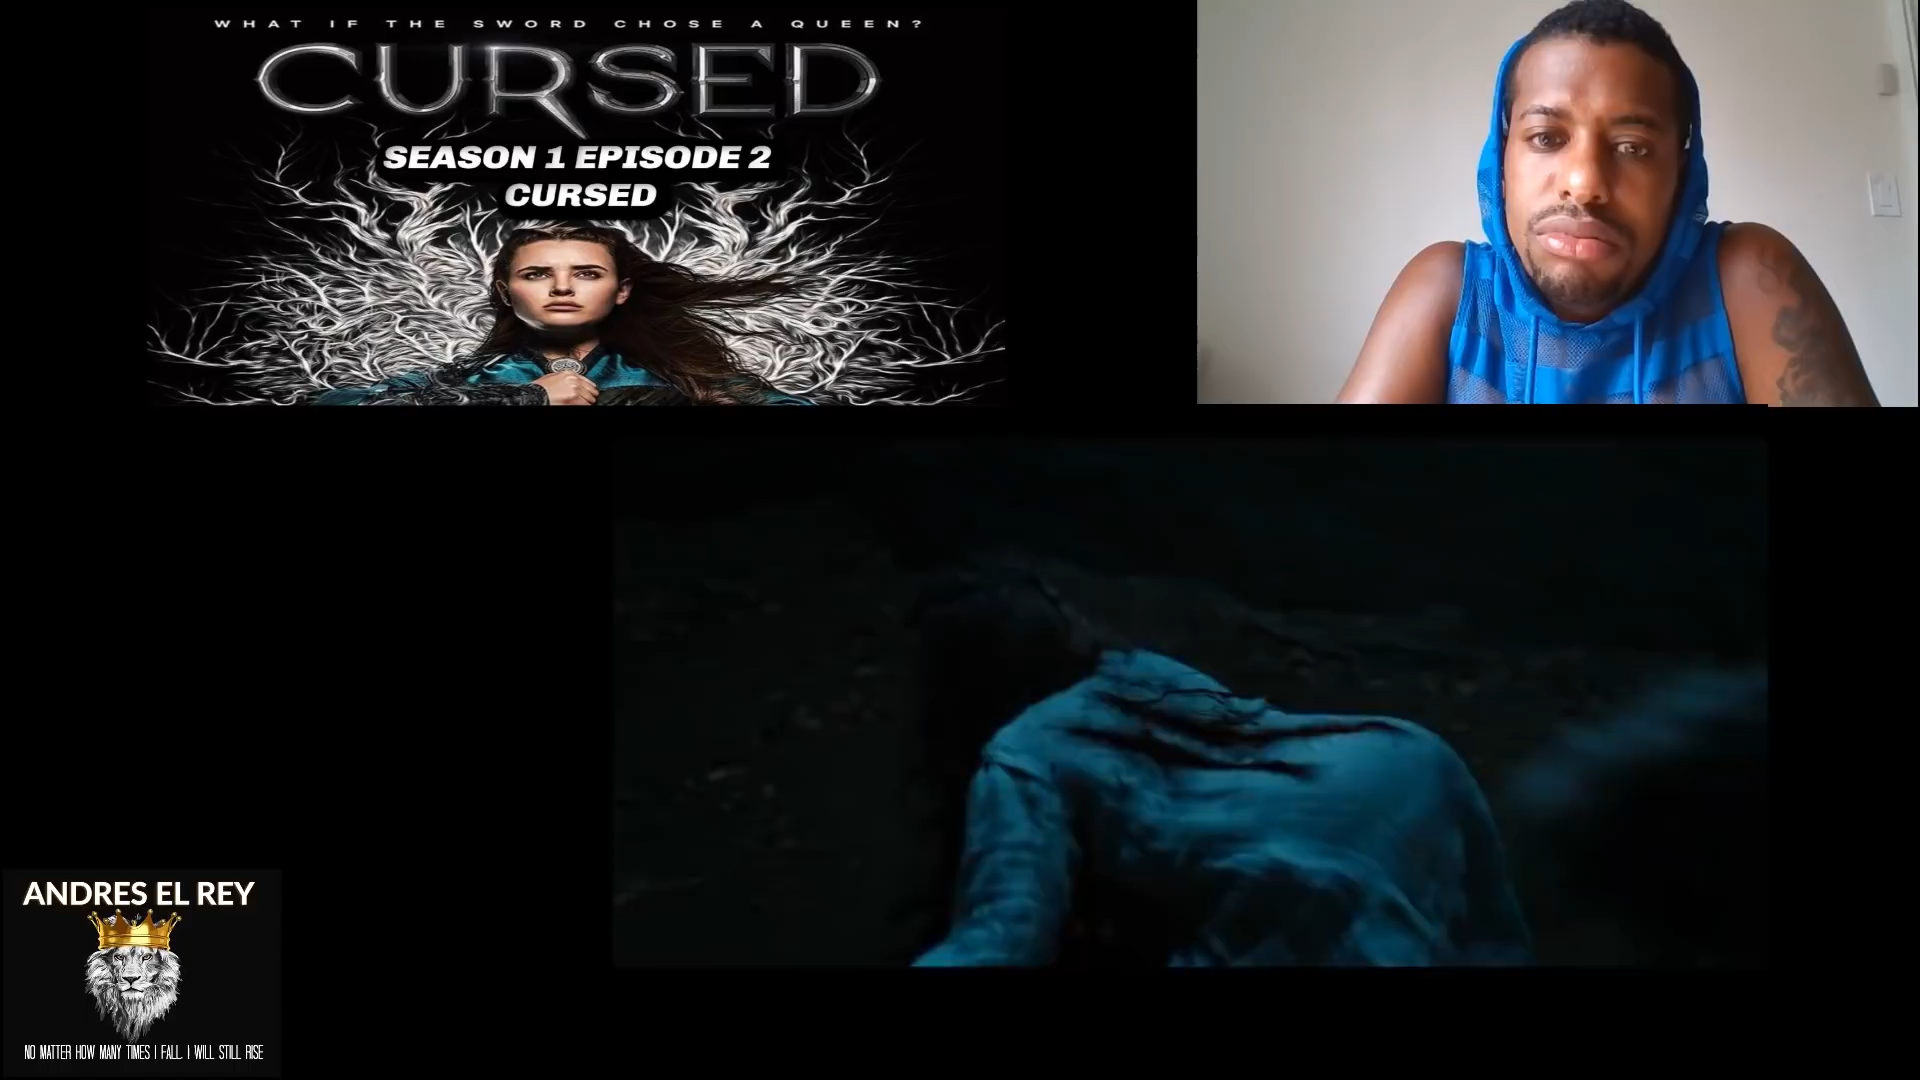 WHAT IF THE SWORD CHOSE A QUEEN?
CURSED
SEASON 1 EPISODE 2
CURSED
ANDRES EL REY
NO MATTER HOW MANY TIMES I FALL. I WILL STILL RISE